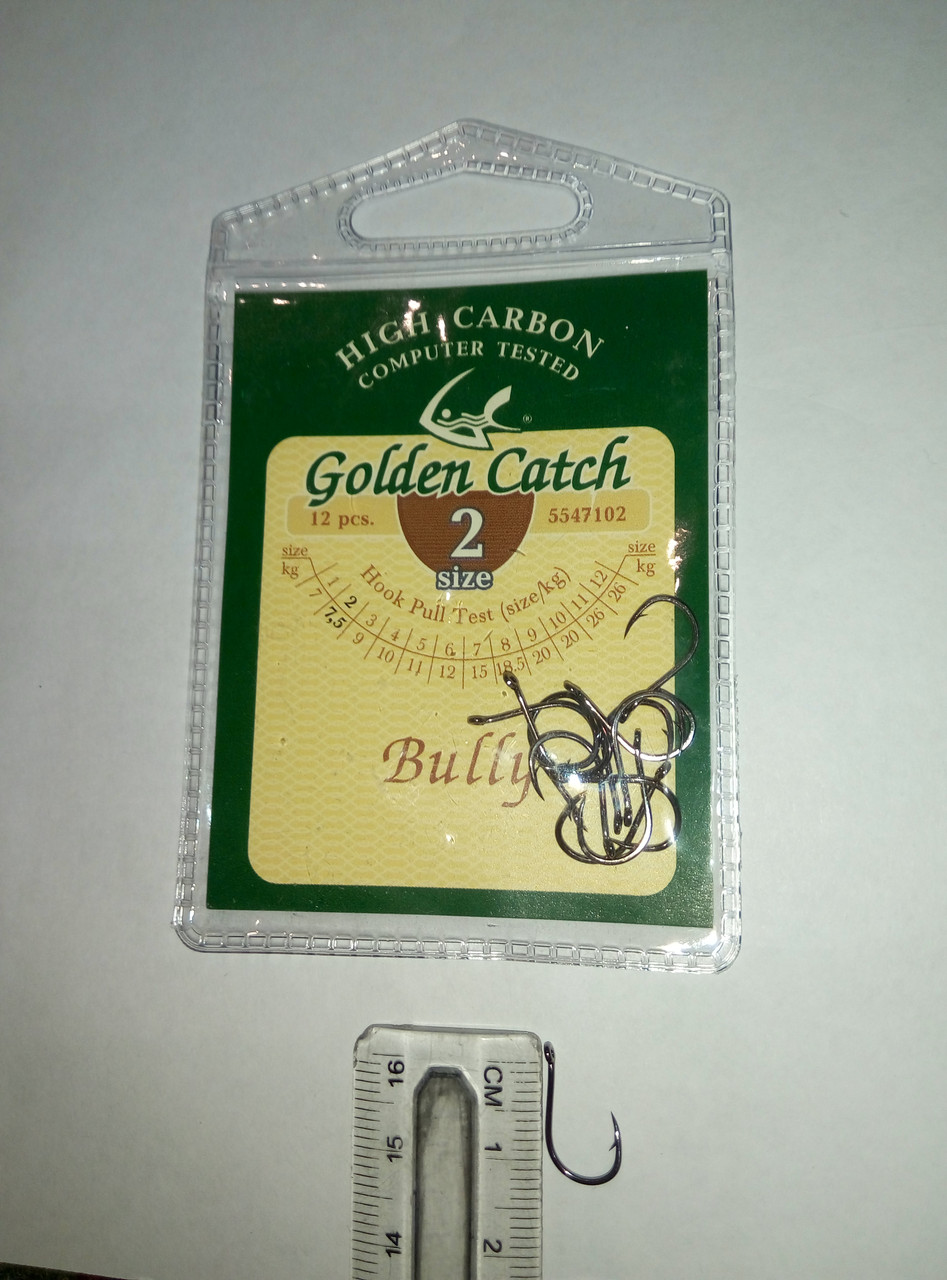 HIGH CARBON
COMPUTER TESTED
®
Golden Catch
12 pcs. 2 5547102
size
size size
kg kg
Hook Pull Test (size/kg)
1 2 3 4 5 6 7 8 9 10 11 12
7 7,5 9 10 11 12 15 18.5 20 20 26 26
Bully
16 CM
15 1
14 2